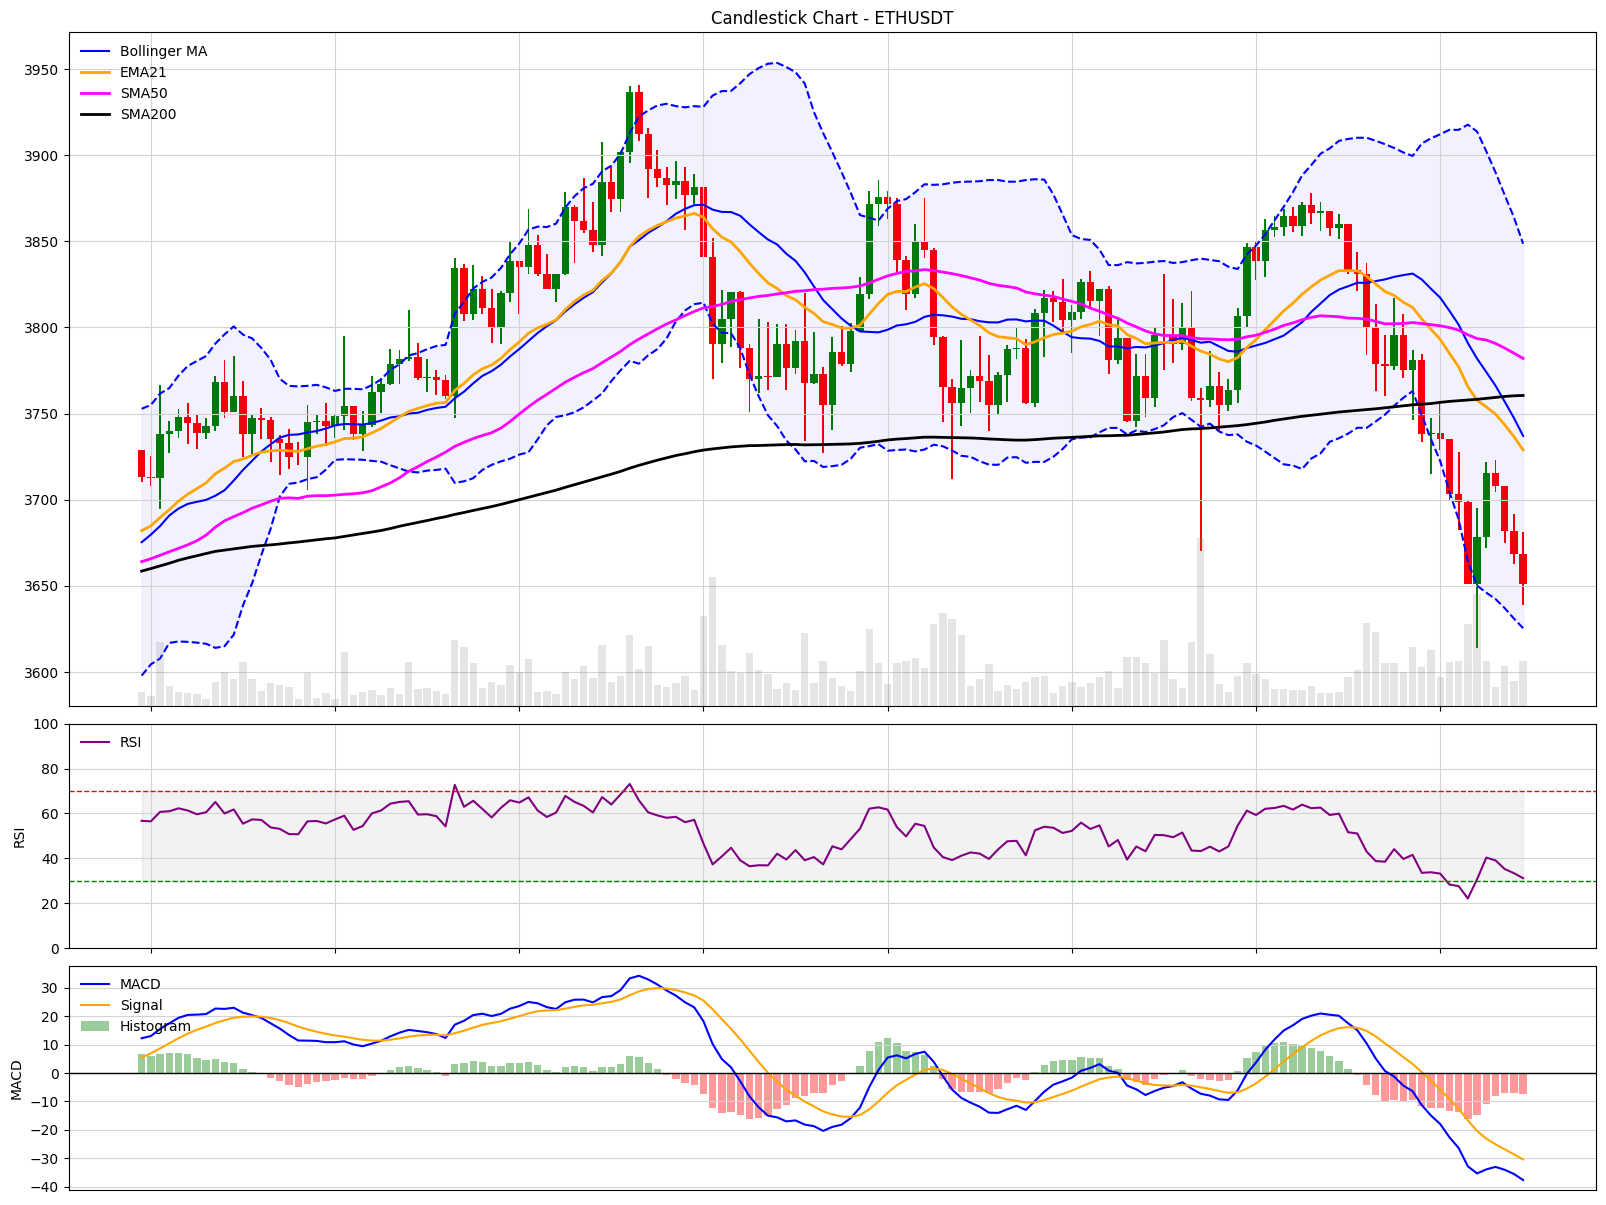 Candlestick Chart - ETHUSDT
Bollinger MA
EMA21
SMA50
SMA200
3950
3900
3850
3800
3750
3700
3650
3600
RSI
100
80
60
40
20
0
RSI
MACD
Signal
Histogram
30
20
10
0
−10
−20
−30
−40
MACD